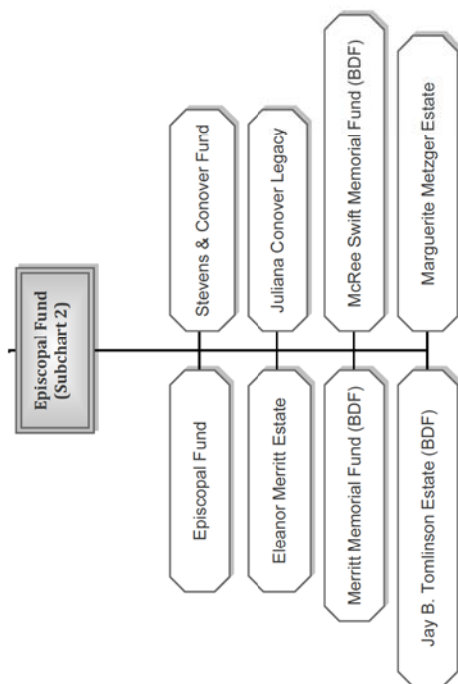 Episcopal Fund
(Subchart 2)
Episcopal Fund
Stevens & Conover Fund
Eleanor Merritt Estate
Juliana Conover Legacy
Merritt Memorial Fund (BDF)
McRee Swift Memorial Fund (BDF)
Jay B. Tomlinson Estate (BDF)
Marguerite Metzger Estate